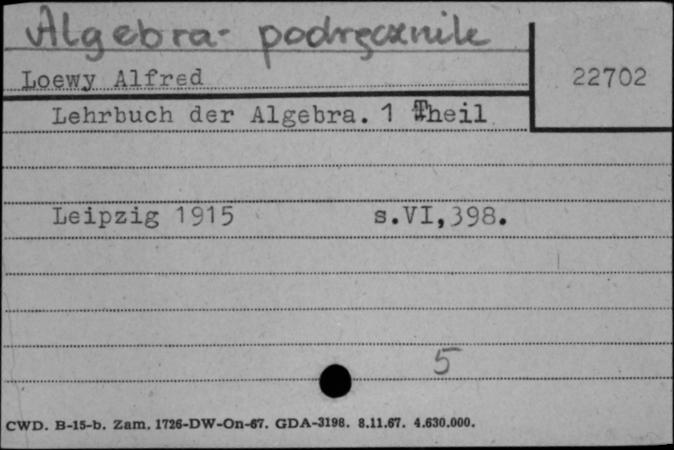 Algebra - podręcznik
Loewy Alfred
22702
Lehrbuch der Algebra. 1 Theil
Leipzig 1915 s.VI,398.
5
CWD. B-15-b. Zam. 1726-DW-On-67. GDA-3198. 8.11.67. 4.630.000.